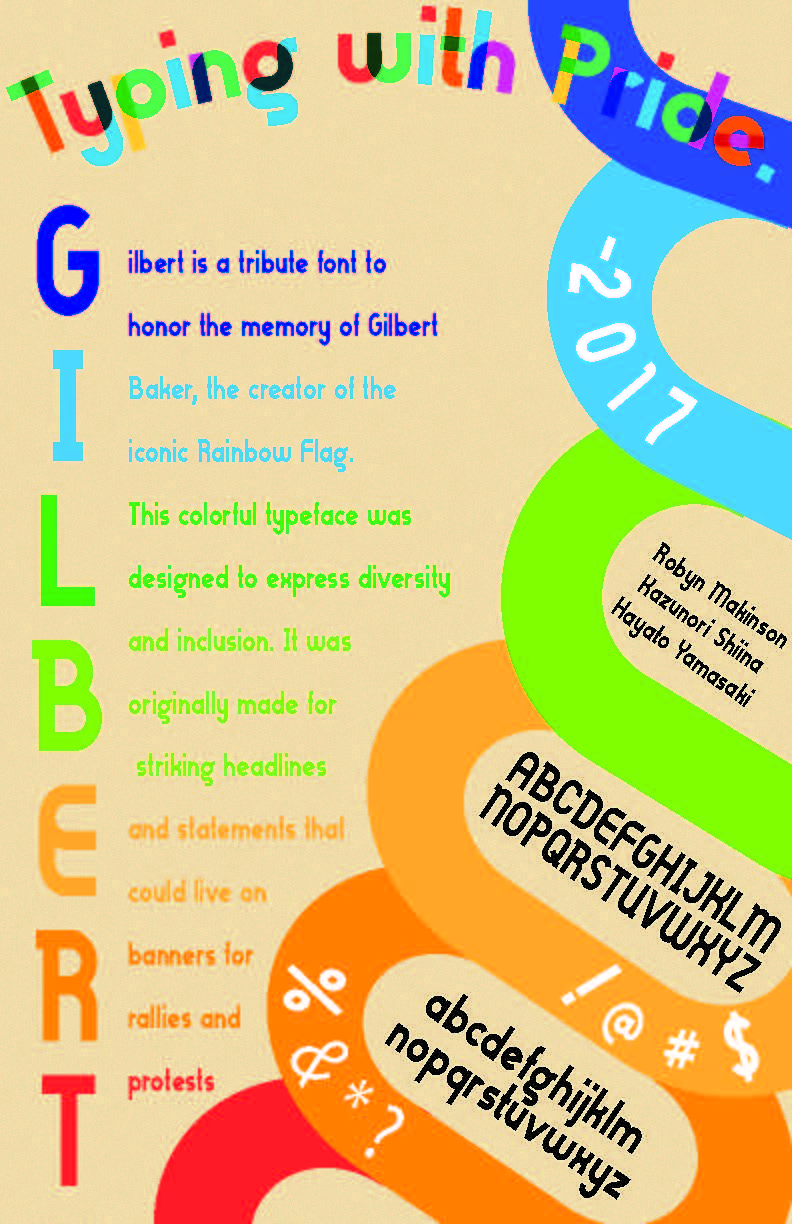 Typing with Pride.
GILBERT
ilbert is a tribute font to
honor the memory of Gilbert
Baker, the creator of the
iconic Rainbow Flag.
This colorful typeface was
designed to express diversity
and inclusion. It was
originally made for
striking headlines
and statements that
could live on
banners for
rallies and
protests
-2017
Robyn Makinson
Kazunori Shiina
Hayato Yamasaki
ABCDEFGHIJKLM
NOPQRSTUVWXYZ
!@#$
%&*?
abcdefghijklm
nopqrstuvwxyz